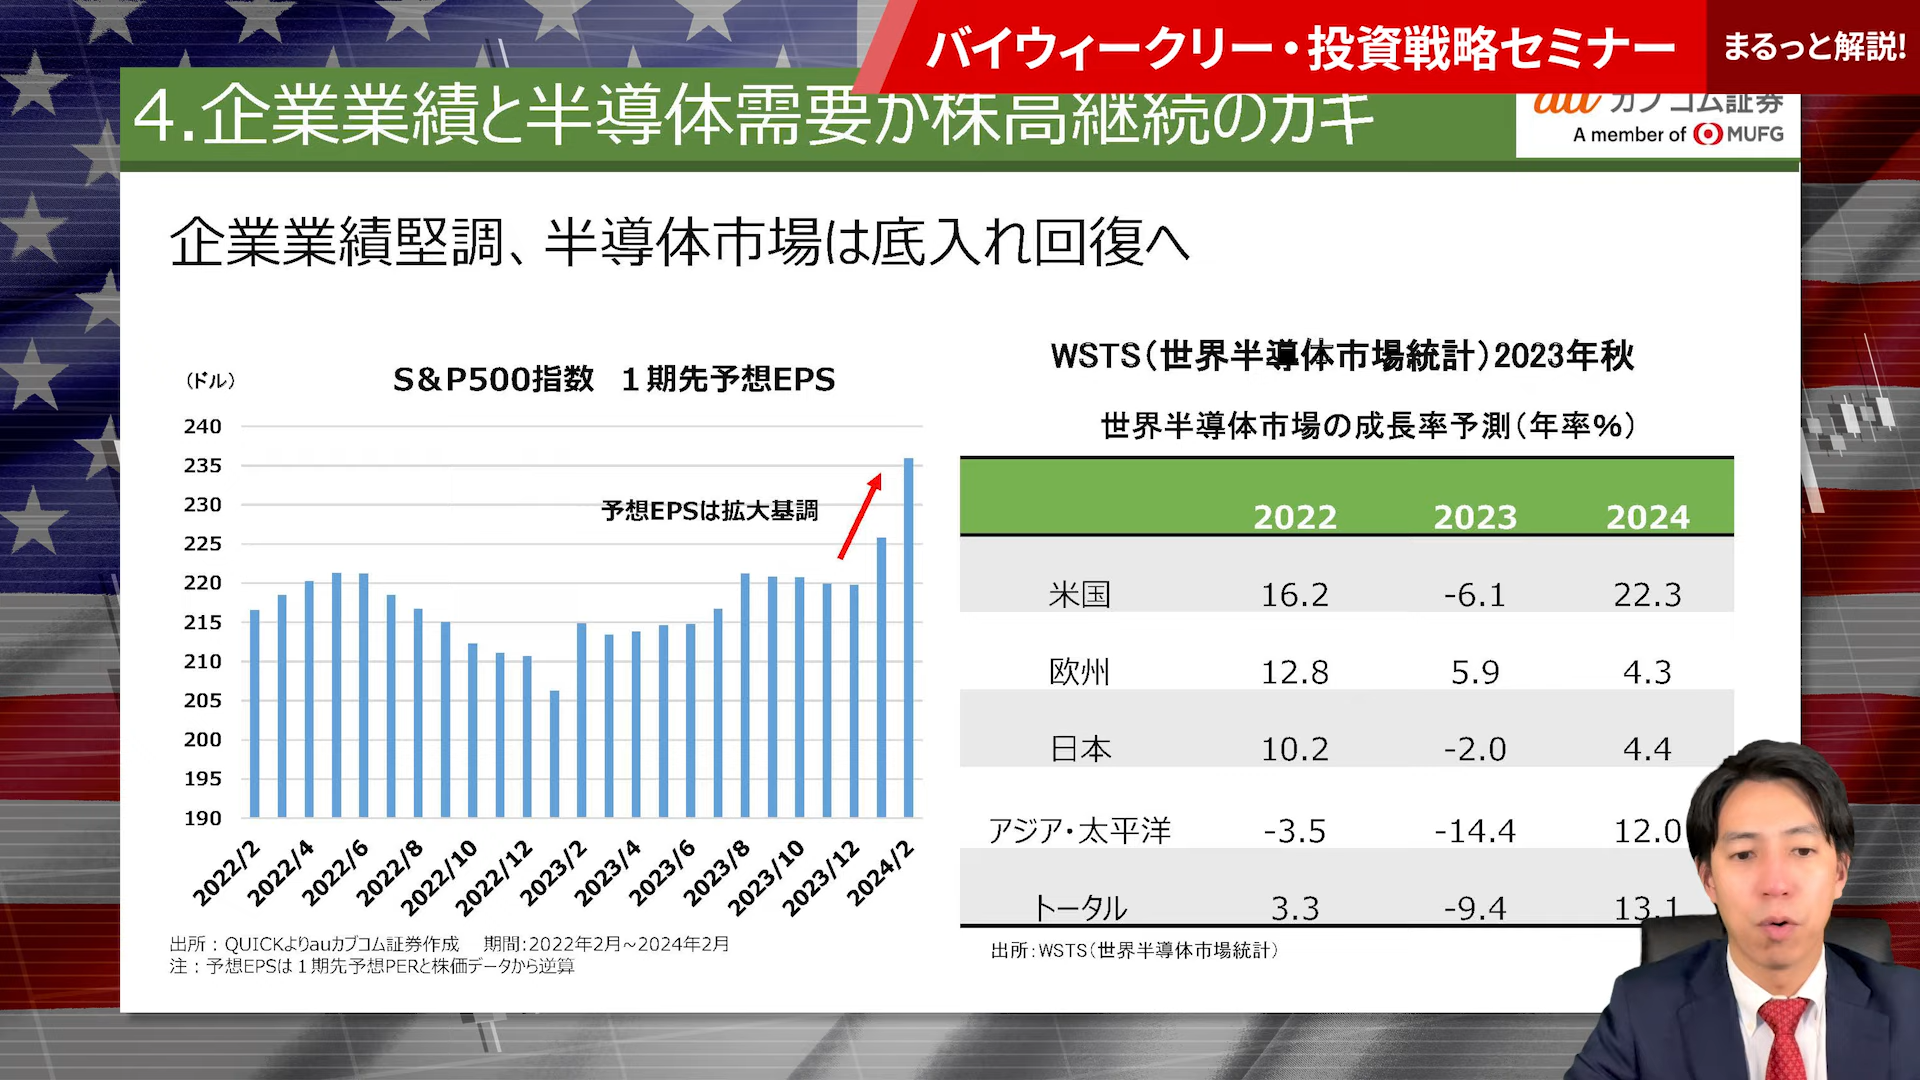 バイウィークリー・投資戦略セミナー
まるっと解説!
4.企業業績と半導体需要が株高継続のカギ
au カブコム証券
A member of MUFG
企業業績堅調、半導体市場は底入れ回復へ
(ドル)
S&P500指数 １期先予想EPS
240
235
230
225
220
215
210
205
200
195
190
予想EPSは拡大基調
2022/2
2022/4
2022/6
2022/8
2022/10
2022/12
2023/2
2023/4
2023/6
2023/8
2023/10
2023/12
2024/2
出所：QUICKよりauカブコム証券作成 期間:2022年2月~2024年2月
注：予想EPSは１期先予想PERと株価データから逆算
WSTS(世界半導体市場統計)2023年秋
世界半導体市場の成長率予測(年率%)
2022 2023 2024
米国 16.2 -6.1 22.3
欧州 12.8 5.9 4.3
日本 10.2 -2.0 4.4
アジア・太平洋 -3.5 -14.4 12.0
トータル 3.3 -9.4 13.1
出所:WSTS(世界半導体市場統計)